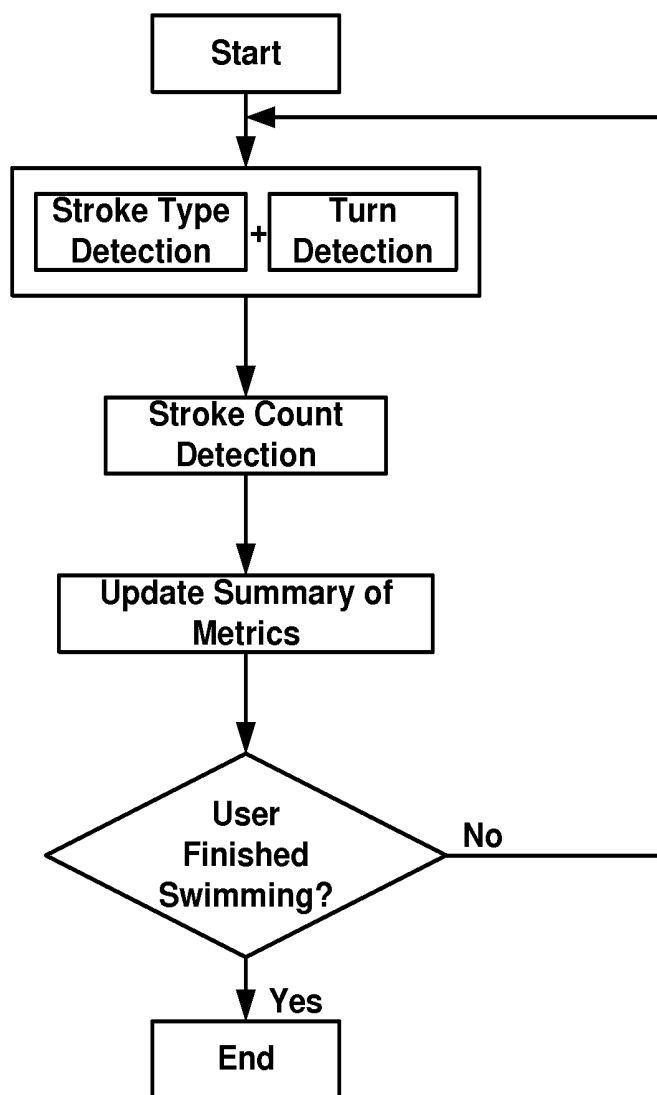 Start
Stroke Type
Detection
+
Turn
Detection
Stroke Count
Detection
Update Summary of
Metrics
User
Finished
Swimming?
No
Yes
End